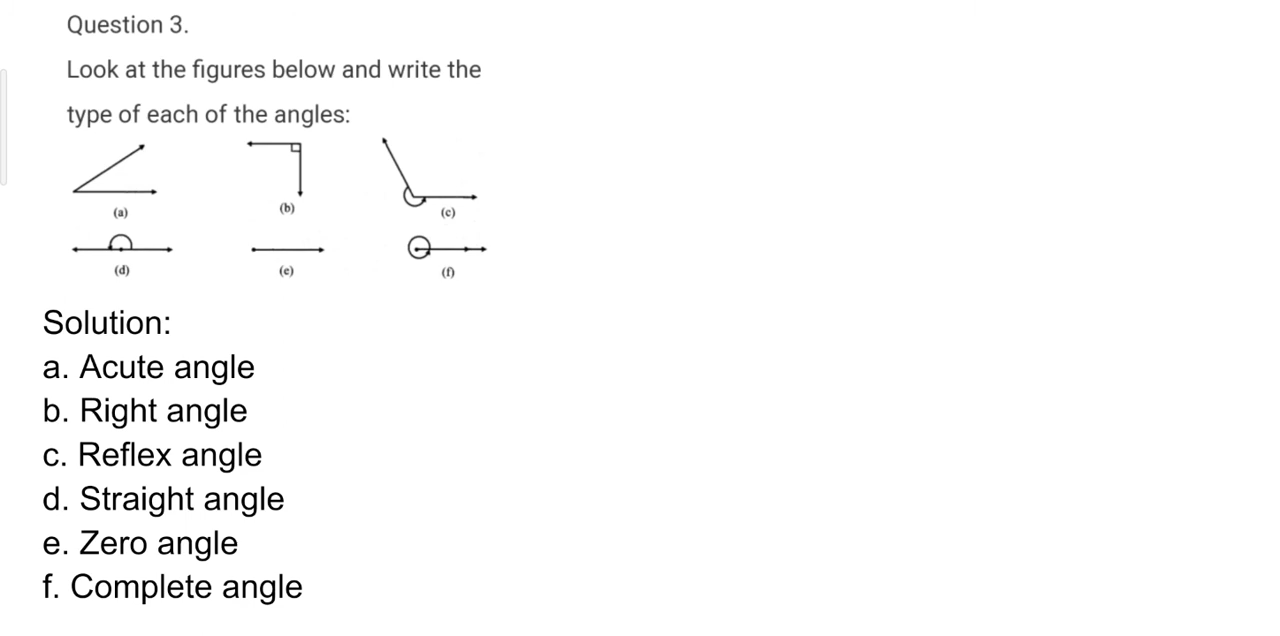 Question 3.
Look at the figures below and write the
type of each of the angles:
(a)
(b)
(c)
(d)
(e)
(f)
Solution:
a. Acute angle
b. Right angle
c. Reflex angle
d. Straight angle
e. Zero angle
f. Complete angle